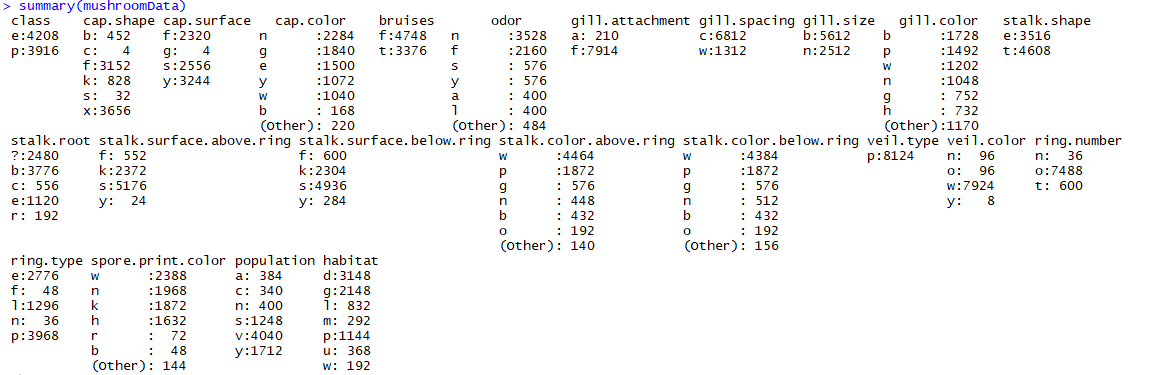 > summary(mushroomData)
 class    cap.shape cap.surface   cap.color    bruises       odor      gill.attachment gill.spacing gill.size   gill.color   stalk.shape
 e:4208   b: 452    f:2320      n      :2284   f:4748   n      :3528   a: 210          c:6812       b:5612    b      :1728   e:3516
 p:3916   c:   4    g:   4      g      :1840   t:3376   f      :2160   f:7914          w:1312       n:2512    p      :1492   t:4608
          f:3152    s:2556      e      :1500            s      : 576                                          w      :1202
          k: 828    y:3244      y      :1072            y      : 576                                          n      :1048
          s:  32                w      :1040            a      : 400                                          g      : 752
          x:3656                b      : 168            l      : 400                                          h      : 732
                                (Other): 220            (Other): 484                                          (Other):1170
 stalk.root stalk.surface.above.ring stalk.surface.below.ring stalk.color.above.ring stalk.color.below.ring veil.type veil.color ring.number
 ?:2480     f: 552                   f: 600                   w      :4464           w      :4384           p:8124    n:  96     n:  36
 b:3776     k:2372                   k:2304                   p      :1872           p      :1872                     o:  96     o:7488
 c: 556     s:5176                   s:4936                   g      : 576           g      : 576                     w:7924     t: 600
 e:1120     y:  24                   y: 284                   n      : 448           n      : 512                     y:   8
 r: 192                                                       b      : 432           b      : 432
                                                              o      : 192           o      : 192
                                                              (Other): 140           (Other): 156
 ring.type spore.print.color population habitat
 e:2776    w      :2388      a: 384     d:3148
 f:  48    n      :1968      c: 340     g:2148
 l:1296    k      :1872      n: 400     l: 832
 n:  36    h      :1632      s:1248     m: 292
 p:3968    r      :  72      v:4040     p:1144
           b      :  48      y:1712     u: 368
           (Other): 144                 w: 192